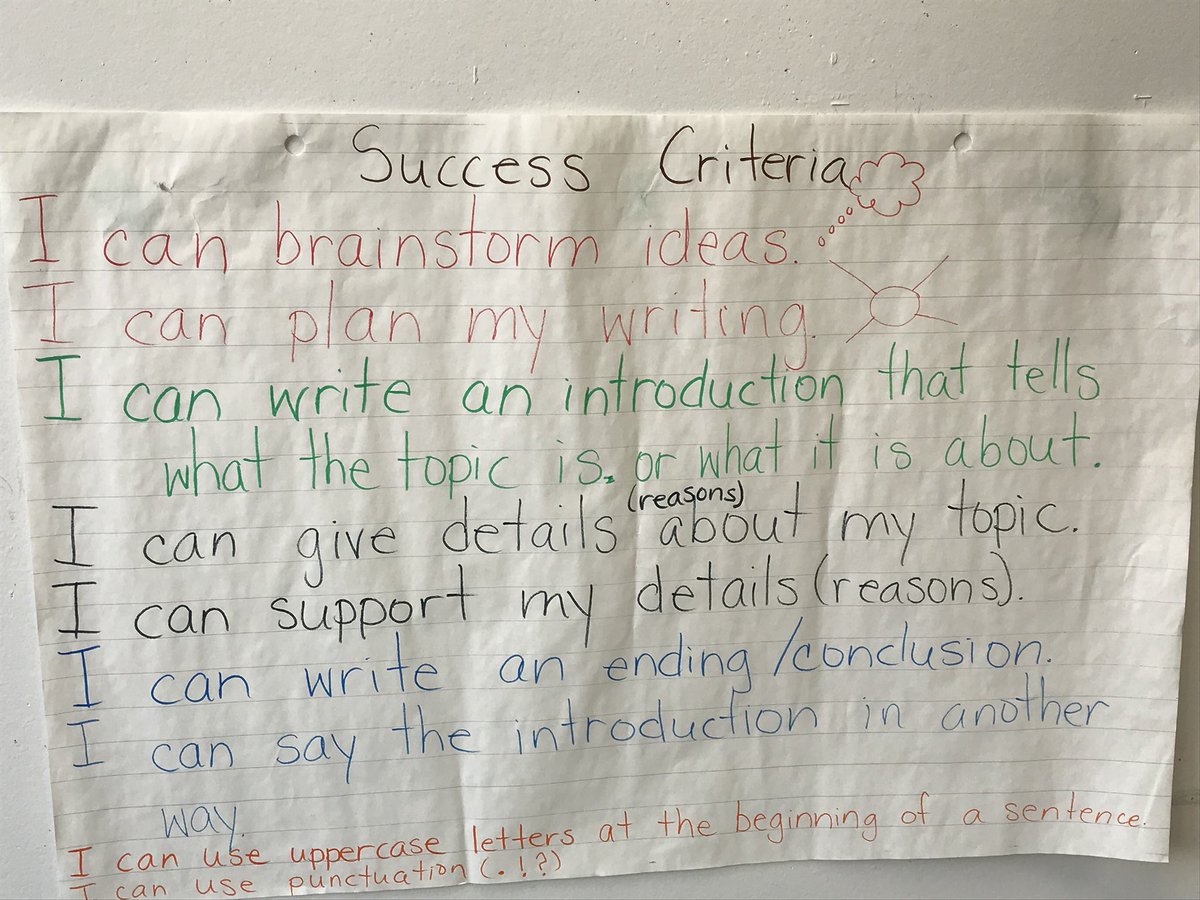 Success Criteria
I can brainstorm ideas.
I can plan my writing.
I can write an introduction that tells
what the topic is. or what it is about.
(reasons)
I can give details about my topic.
I can support my details (reasons).
I can write an ending/conclusion.
I can say the introduction in another
way.
I can use uppercase letters at the beginning of a sentence.
I can use punctuation (. ! ?)